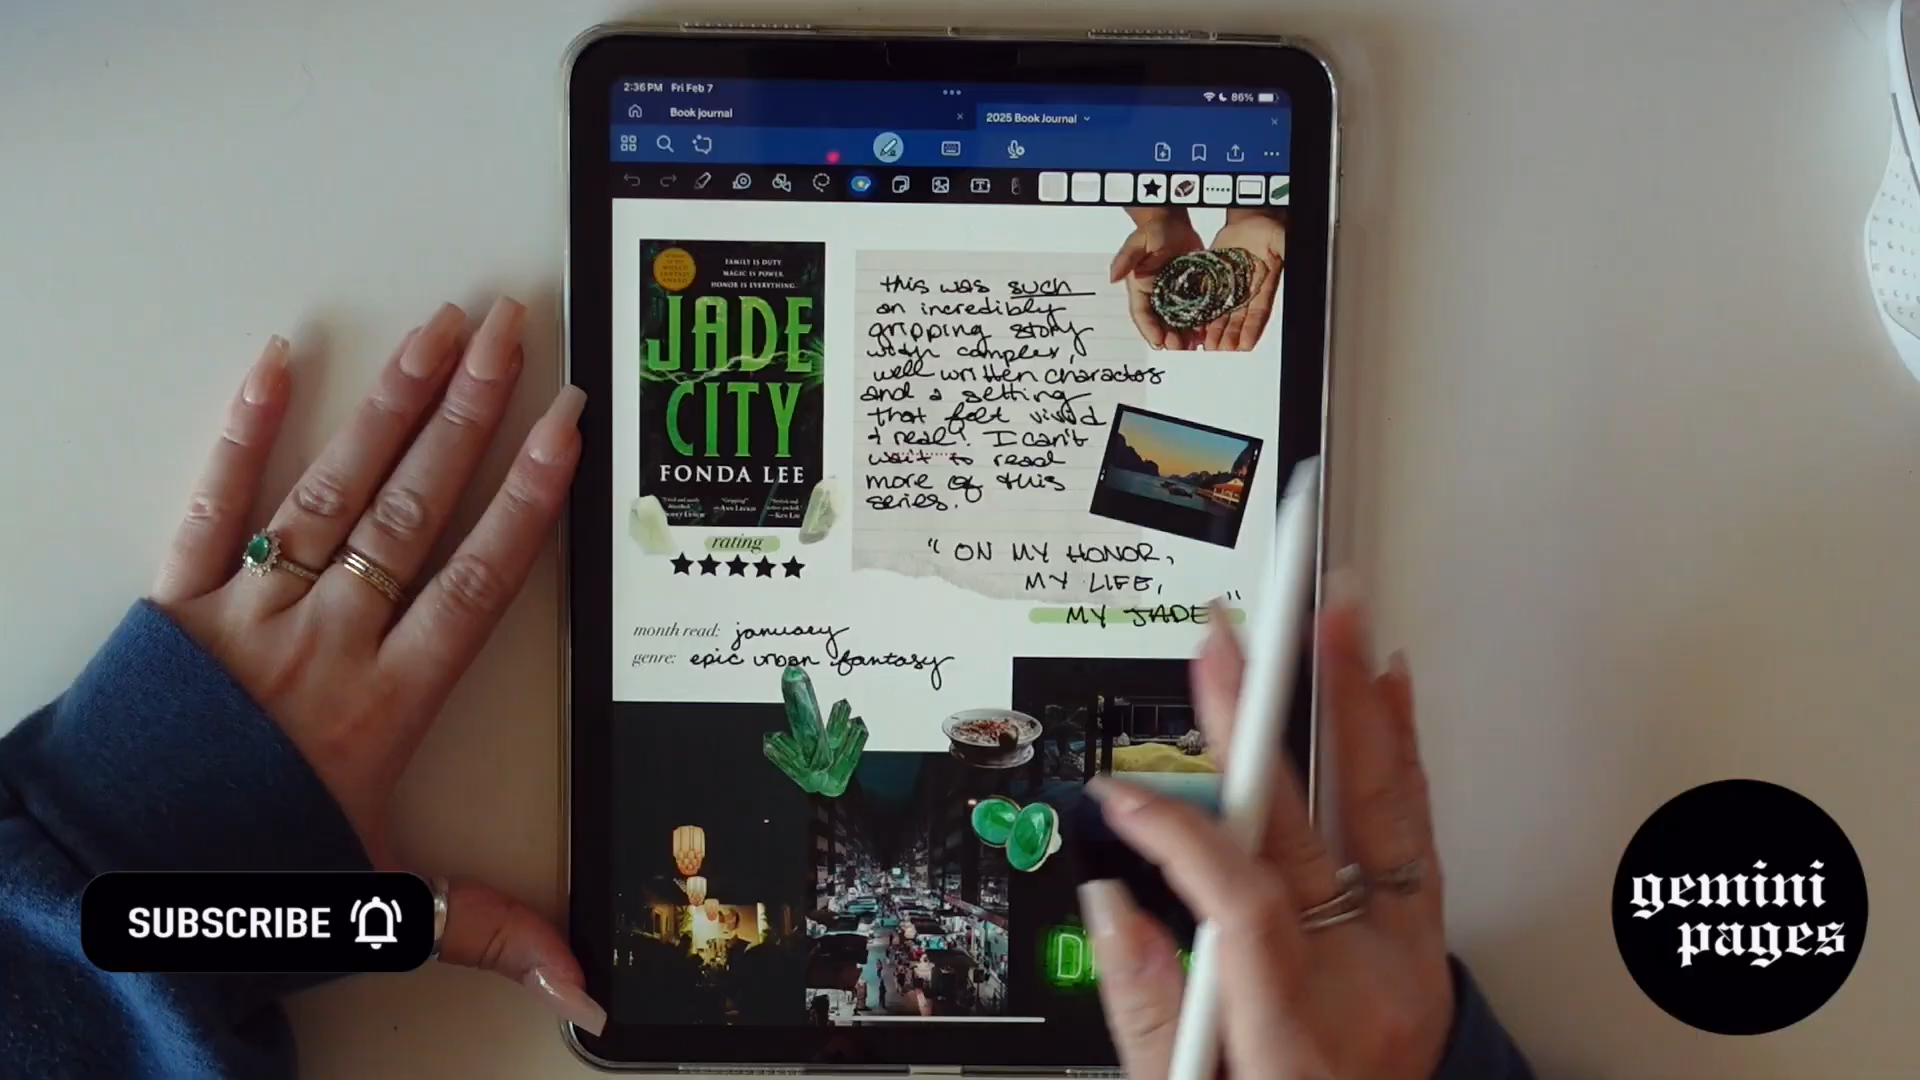 2:36 PM Fri Feb 7
86%
Book journal
2025 Book Journal
FAMILY IS DUTY.
MAGIC IS POWER.
HONOR IS EVERYTHING.
JADE
CITY
FONDA LEE
rating
this was such
an incredibly
gripping story
with complex,
well written characters
and a setting
that felt vivid
+ real! I can't
wait to read
more of this
series.
"ON MY HONOR,
MY LIFE,
MY JADE"
month read: january
genre: epic urban fantasy
SUBSCRIBE
gemini
pages